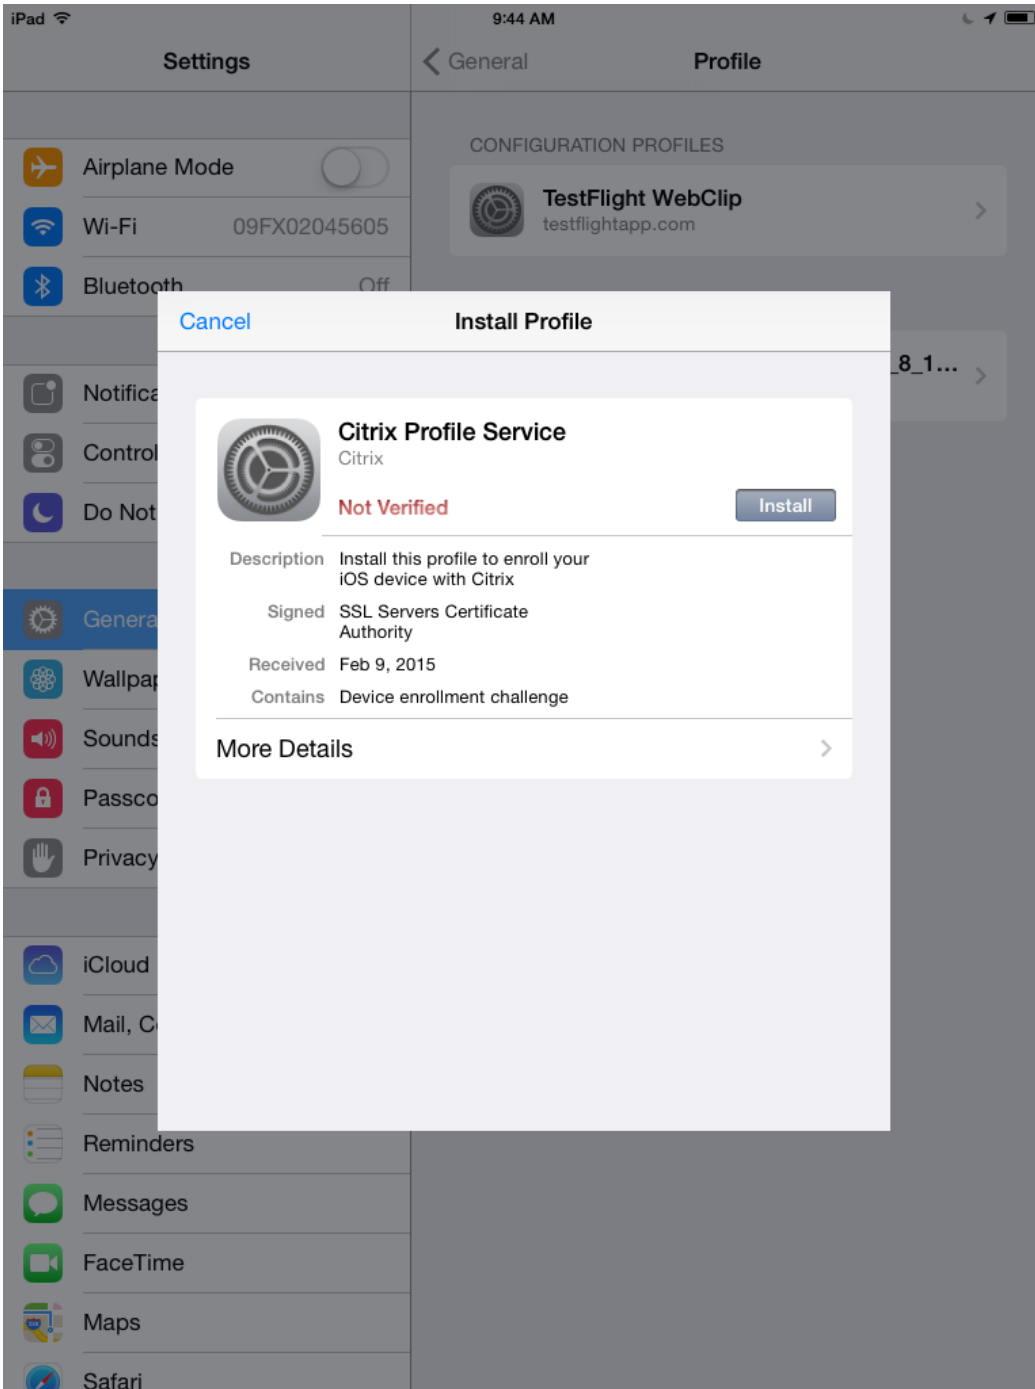 iPad 9:44 AM
Settings
General Profile
CONFIGURATION PROFILES
Airplane Mode
TestFlight WebClip
testflightapp.com
Wi-Fi 09FX02045605
Bluetooth Off
Cancel Install Profile
_8_1...
Notifica
Citrix Profile Service
Citrix
Control
Not Verified Install
Do Not
Description Install this profile to enroll your
iOS device with Citrix
Signed SSL Servers Certificate
Authority
Genera
Received Feb 9, 2015
Wallpap
Contains Device enrollment challenge
Sounds
More Details
Passco
Privacy
iCloud
Mail, Co
Notes
Reminders
Messages
FaceTime
Maps
Safari